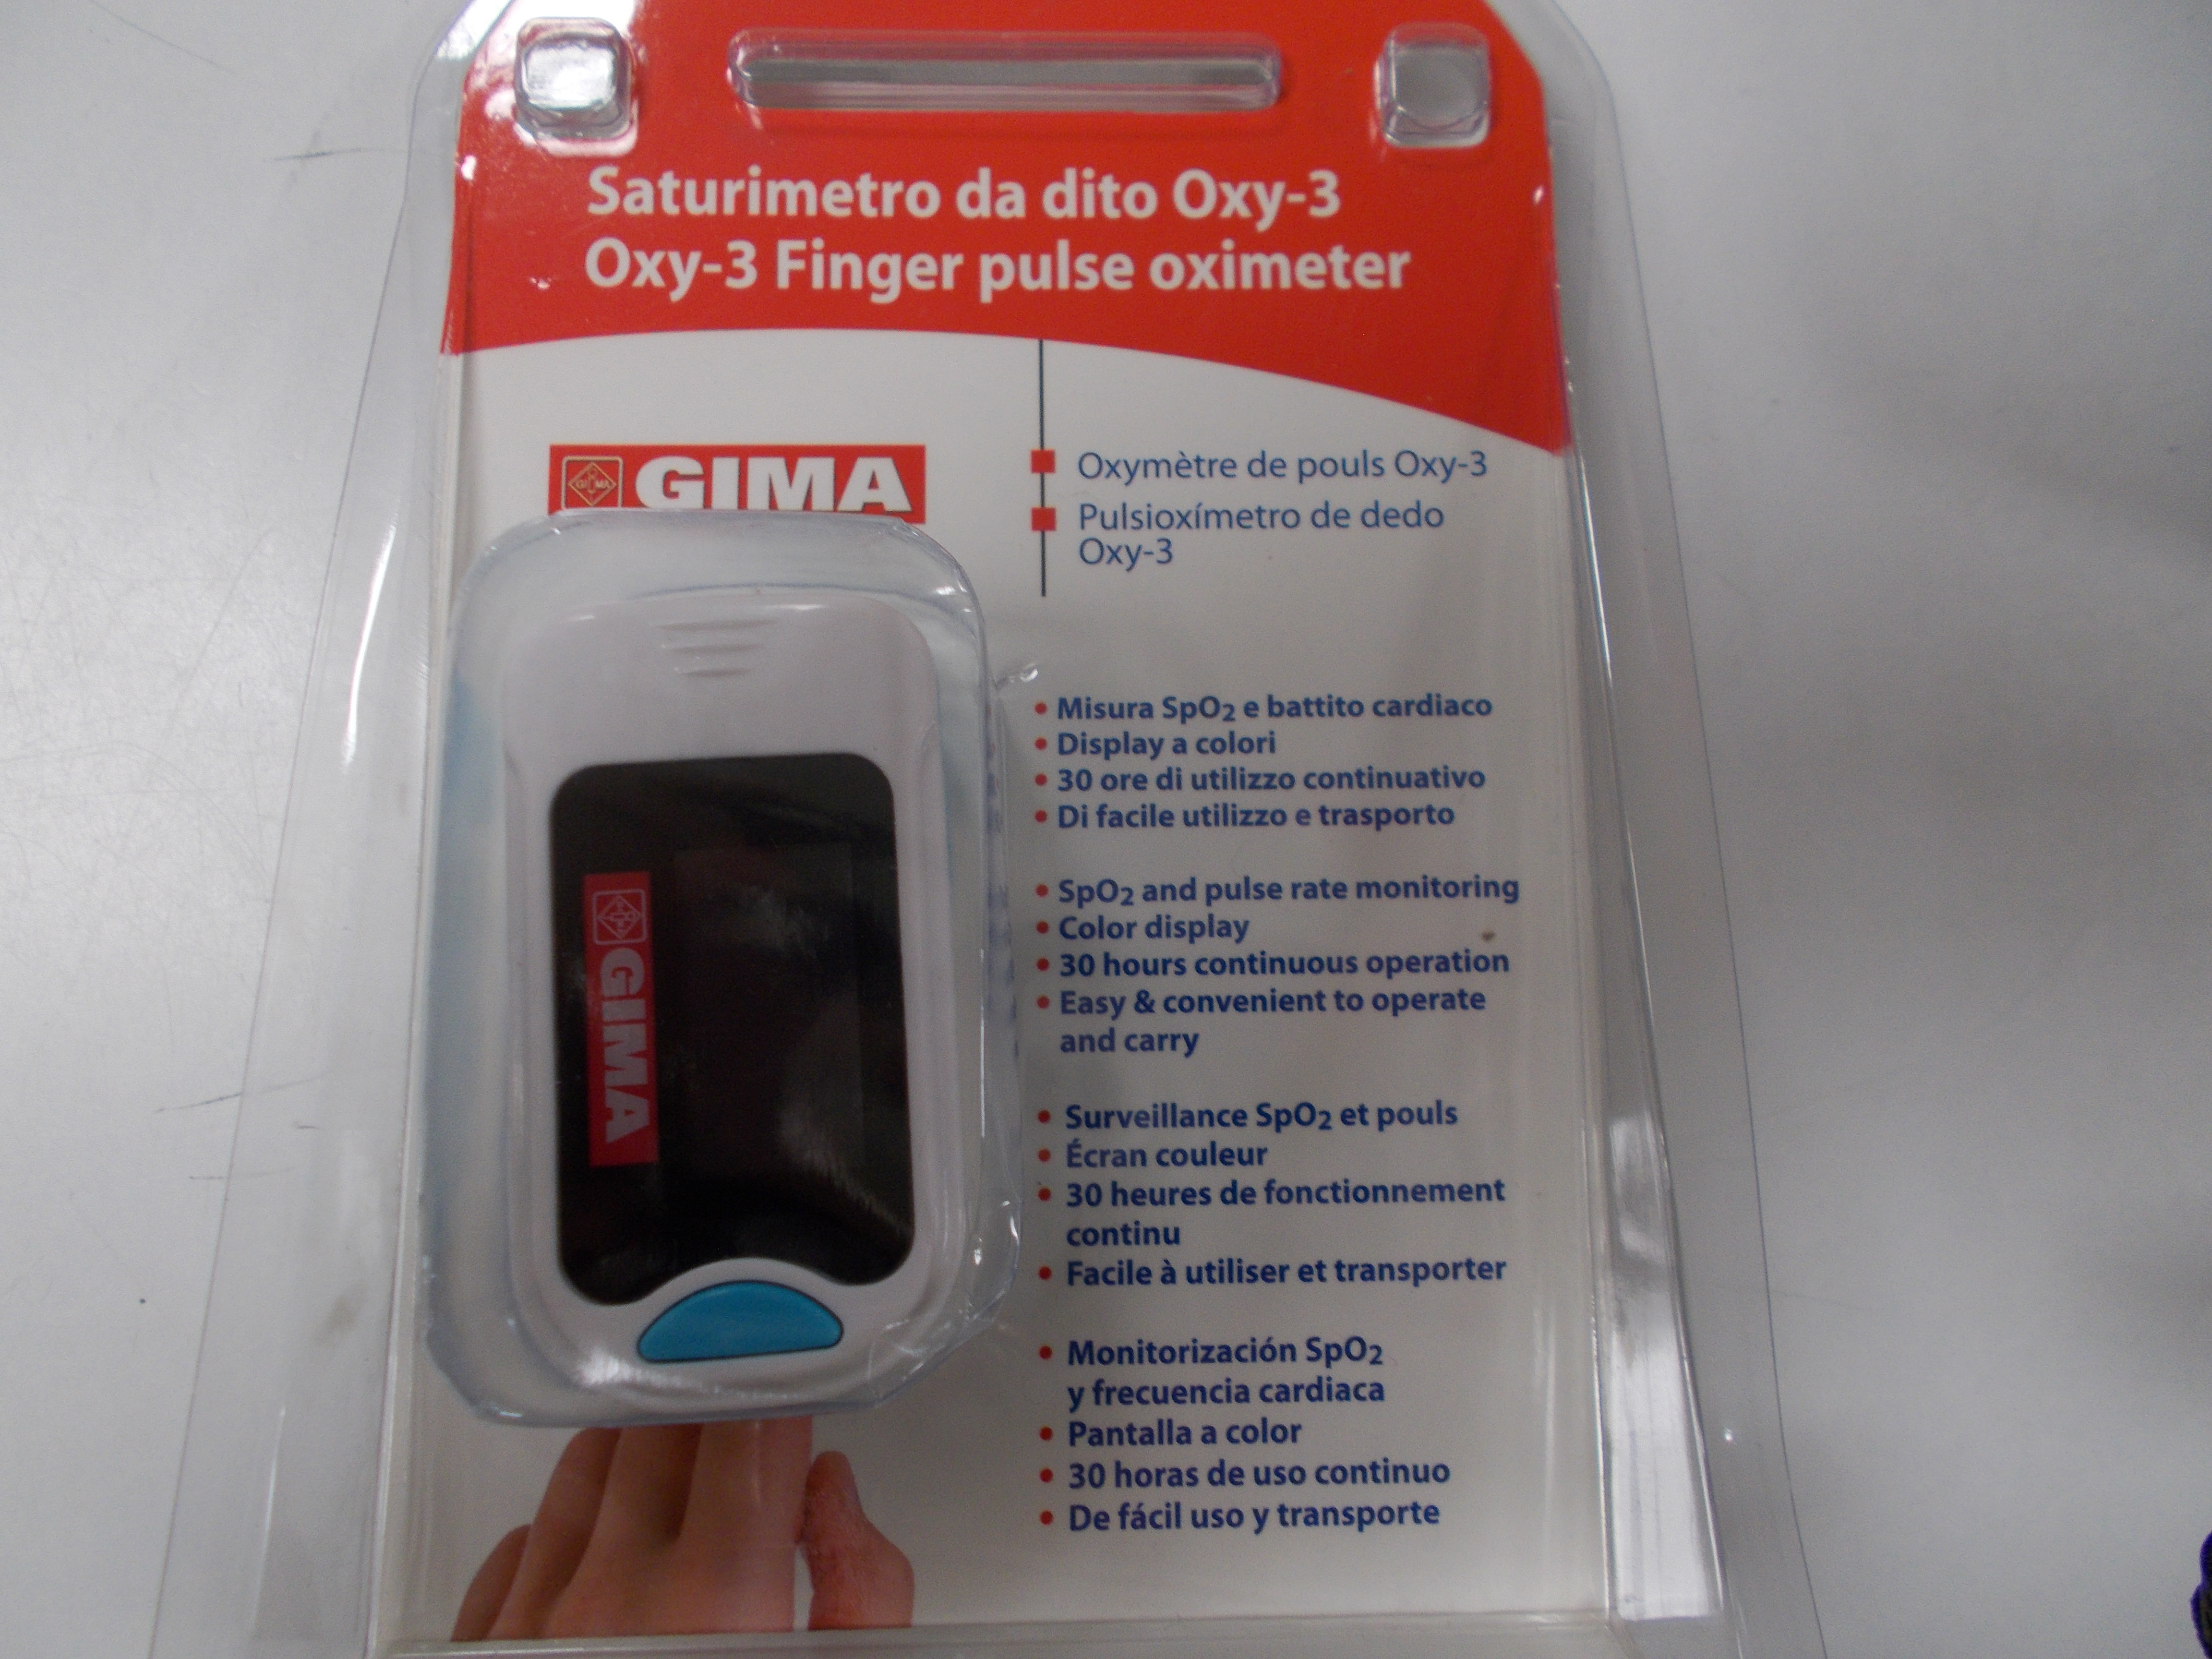 Saturimetro da dito Oxy-3
Oxy-3 Finger pulse oximeter
GIMA
GIMA
Oxymètre de pouls Oxy-3
Pulsioxímetro de dedo
Oxy-3
• Misura SpO₂ e battito cardiaco
• Display a colori
• 30 ore di utilizzo continuativo
• Di facile utilizzo e trasporto
• SpO₂ and pulse rate monitoring
• Color display
• 30 hours continuous operation
• Easy & convenient to operate
and carry
• Surveillance SpO₂ et pouls
• Écran couleur
• 30 heures de fonctionnement
continu
• Facile à utiliser et transporter
• Monitorización SpO₂
y frecuencia cardiaca
• Pantalla a color
• 30 horas de uso continuo
• De fácil uso y transporte
GIMA